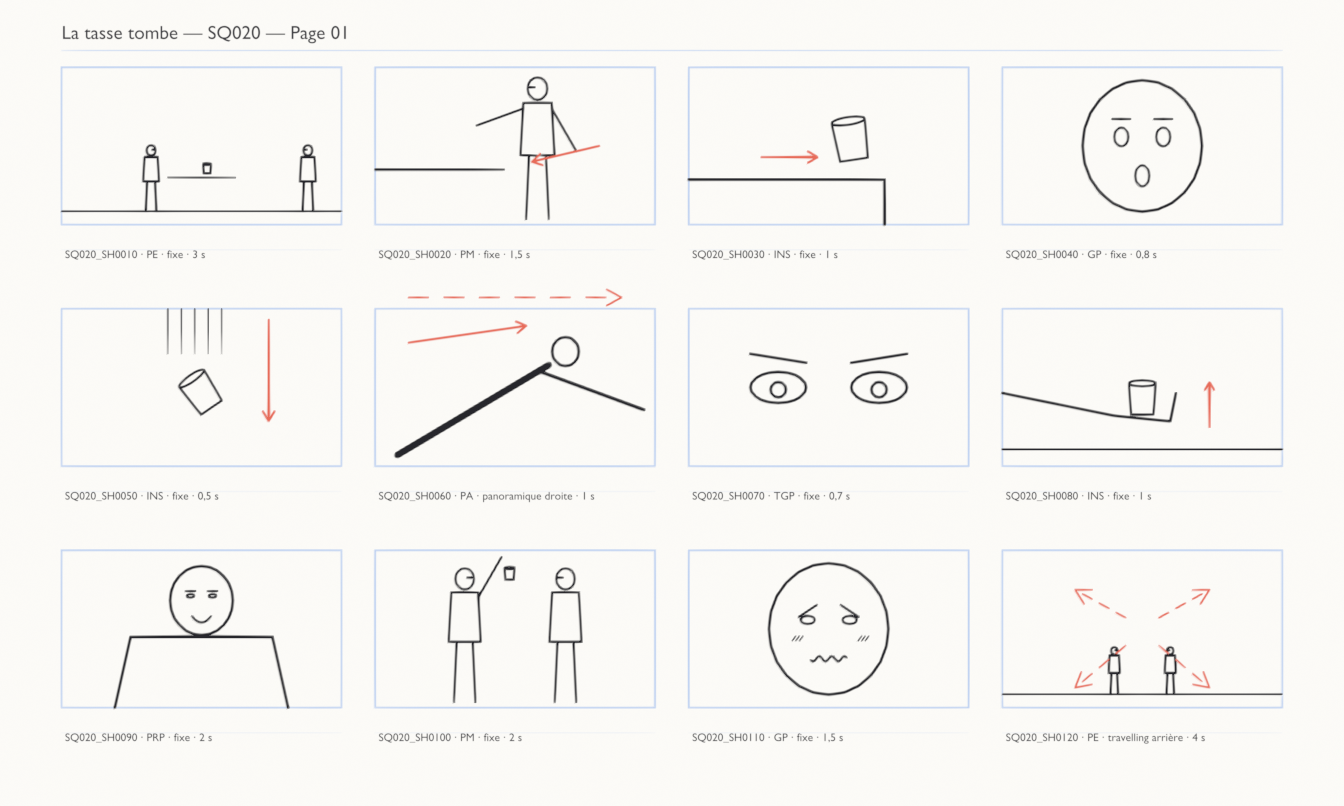 La tasse tombe — SQ020 — Page 01
SQ020_SH0010 · PE · fixe · 3 s
SQ020_SH0020 · PM · fixe · 1,5 s
SQ020_SH0030 · INS · fixe · 1 s
SQ020_SH0040 · GP · fixe · 0,8 s
SQ020_SH0050 · INS · fixe · 0,5 s
SQ020_SH0060 · PA · panoramique droite · 1 s
SQ020_SH0070 · TGP · fixe · 0,7 s
SQ020_SH0080 · INS · fixe · 1 s
SQ020_SH0090 · PRP · fixe · 2 s
SQ020_SH0100 · PM · fixe · 2 s
SQ020_SH0110 · GP · fixe · 1,5 s
SQ020_SH0120 · PE · travelling arrière · 4 s